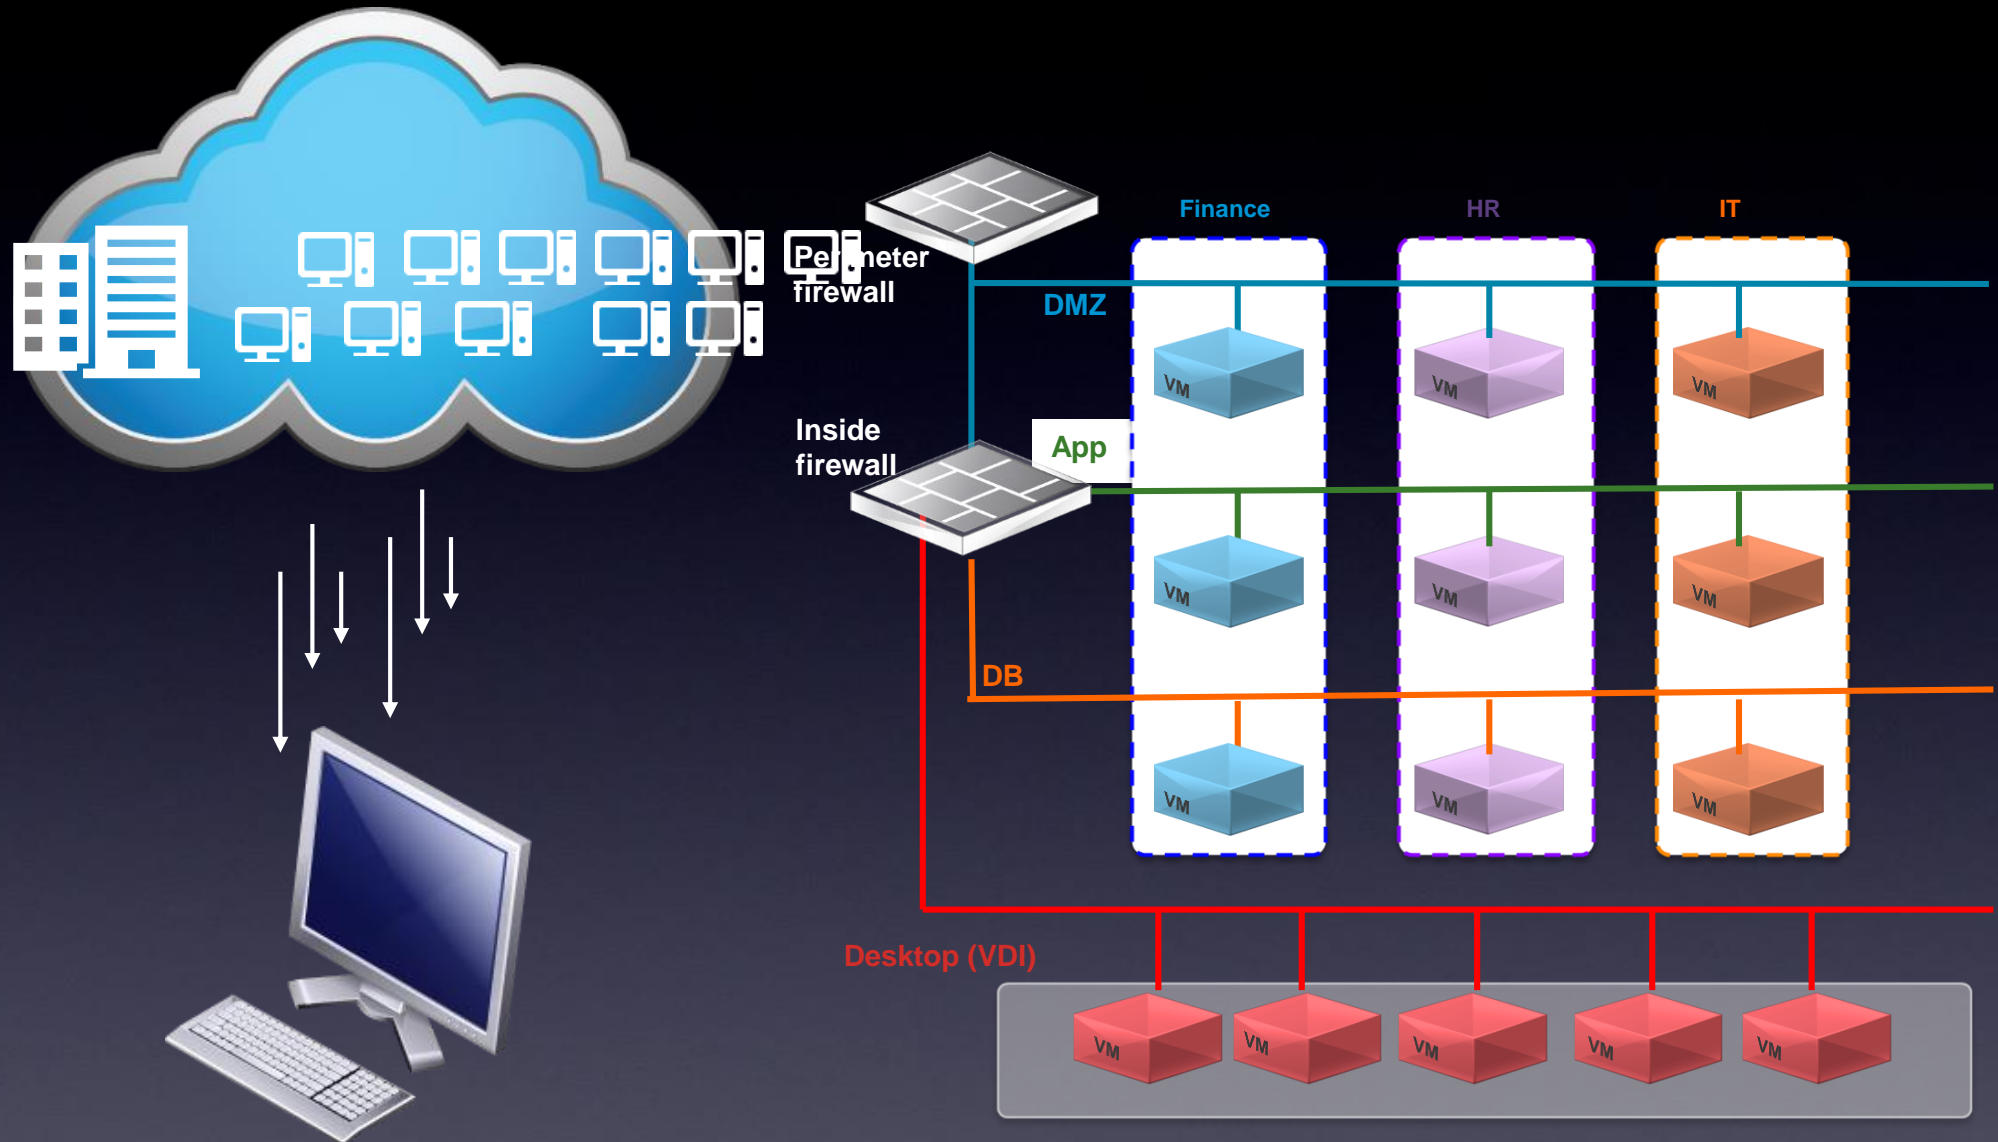 Finance
HR
IT
Perimeter
firewall
DMZ
VM
VM
VM
Inside
firewall
App
VM
VM
VM
DB
VM
VM
VM
Desktop (VDI)
VM
VM
VM
VM
VM